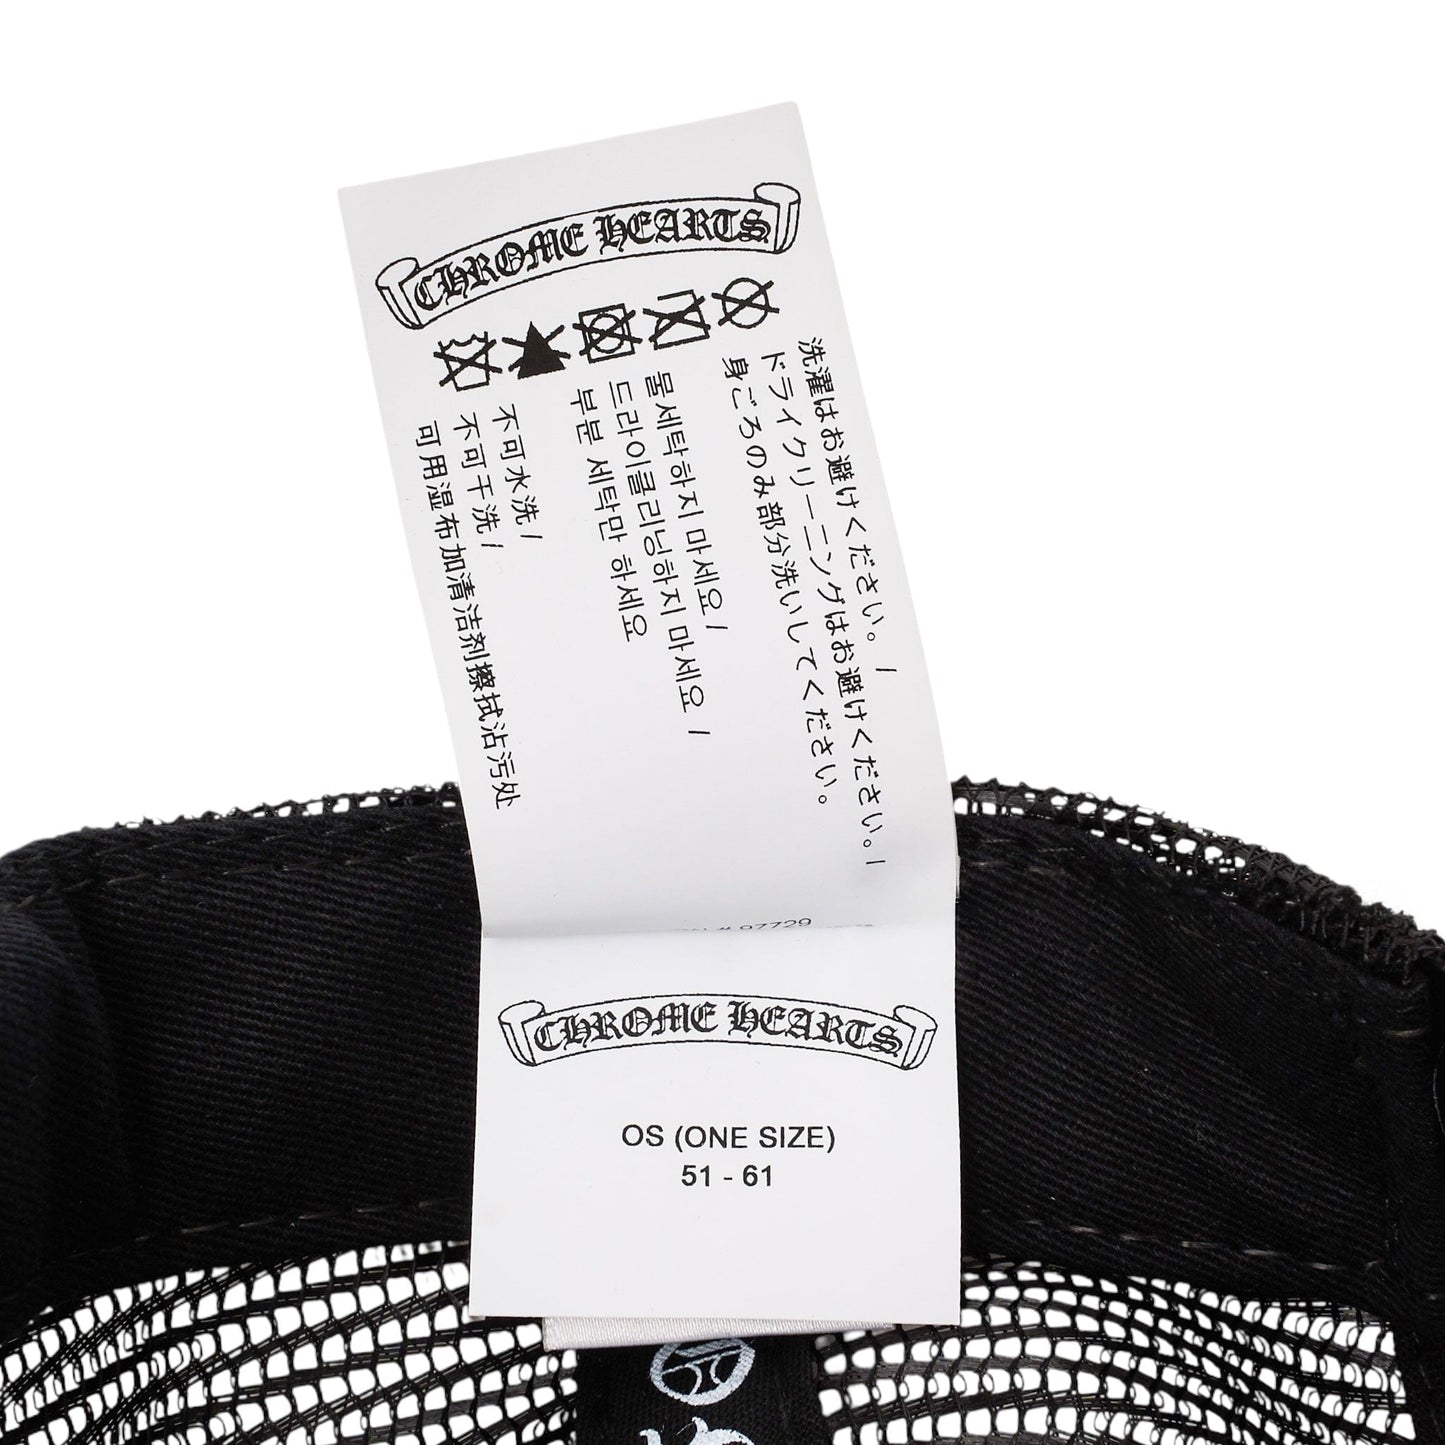 CHROME HEARTS
洗濯はお避けください。/
ドライクリーニングはお避けください。/
身ごろのみ部分洗いしてください。
물세탁하지 마세요 /
드라이클리닝하지 마세요 /
부분 세탁만 하세요
不可水洗 /
不可干洗 /
可用湿布加清洁剂擦拭沾污处
# 97729
CHROME HEARTS
OS (ONE SIZE)
51 - 61